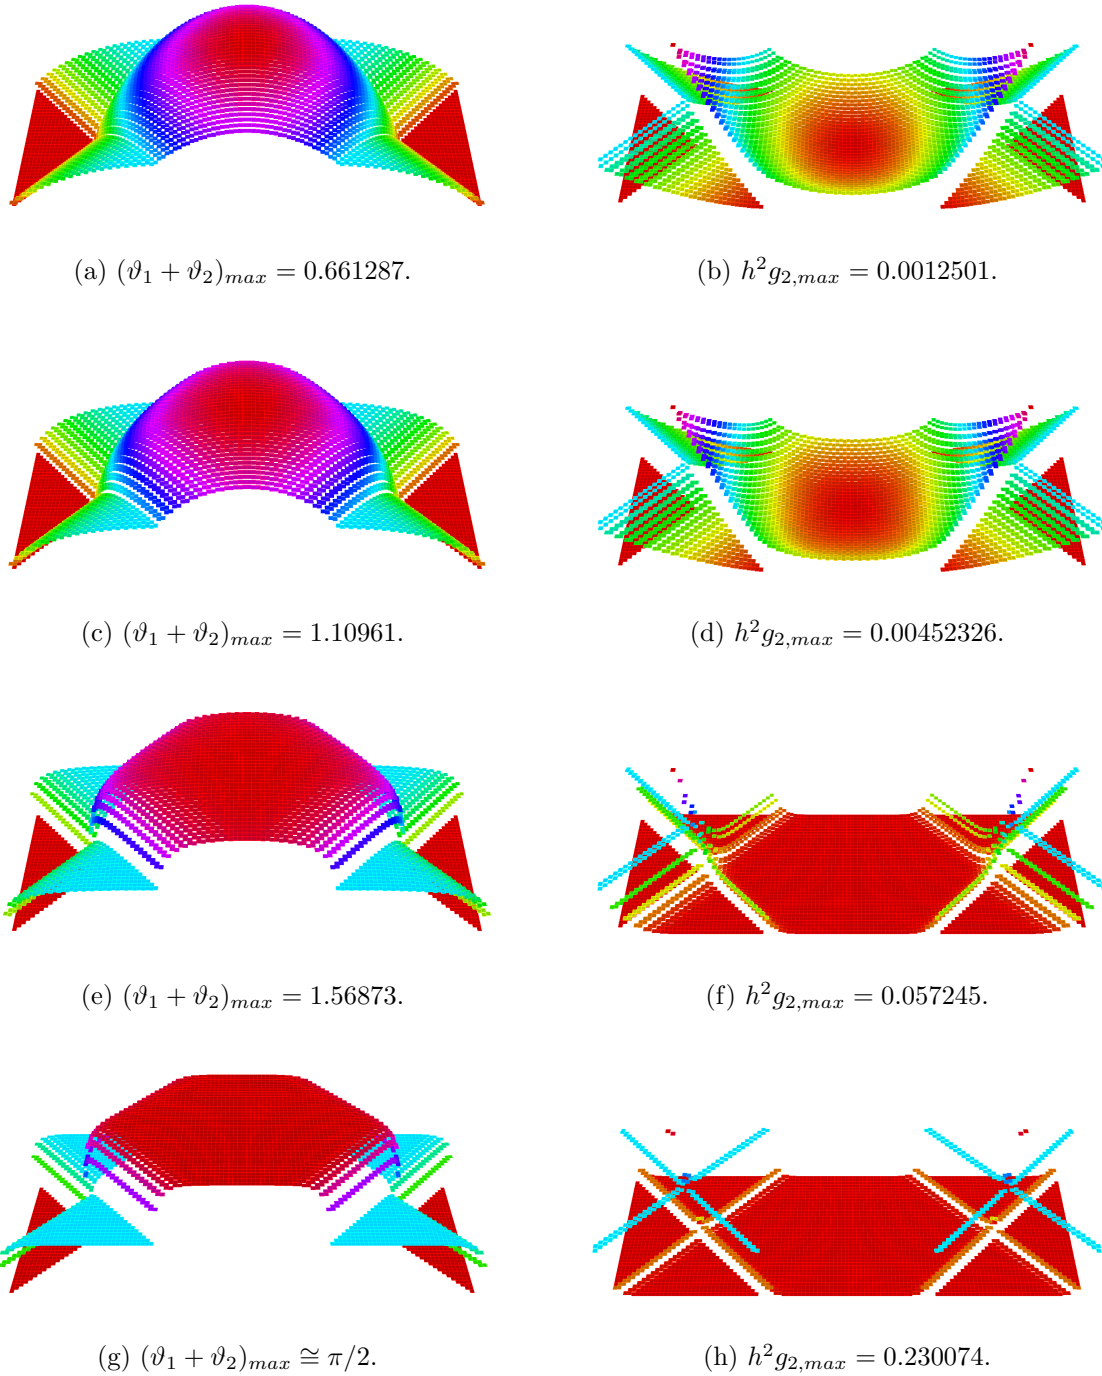 (a) (ϑ₁ + ϑ₂)ₘₐₓ = 0.661287.
(b) h²g₂,ₘₐₓ = 0.0012501.
(c) (ϑ₁ + ϑ₂)ₘₐₓ = 1.10961.
(d) h²g₂,ₘₐₓ = 0.00452326.
(e) (ϑ₁ + ϑ₂)ₘₐₓ = 1.56873.
(f) h²g₂,ₘₐₓ = 0.057245.
(g) (ϑ₁ + ϑ₂)ₘₐₓ ≅ π/2.
(h) h²g₂,ₘₐₓ = 0.230074.